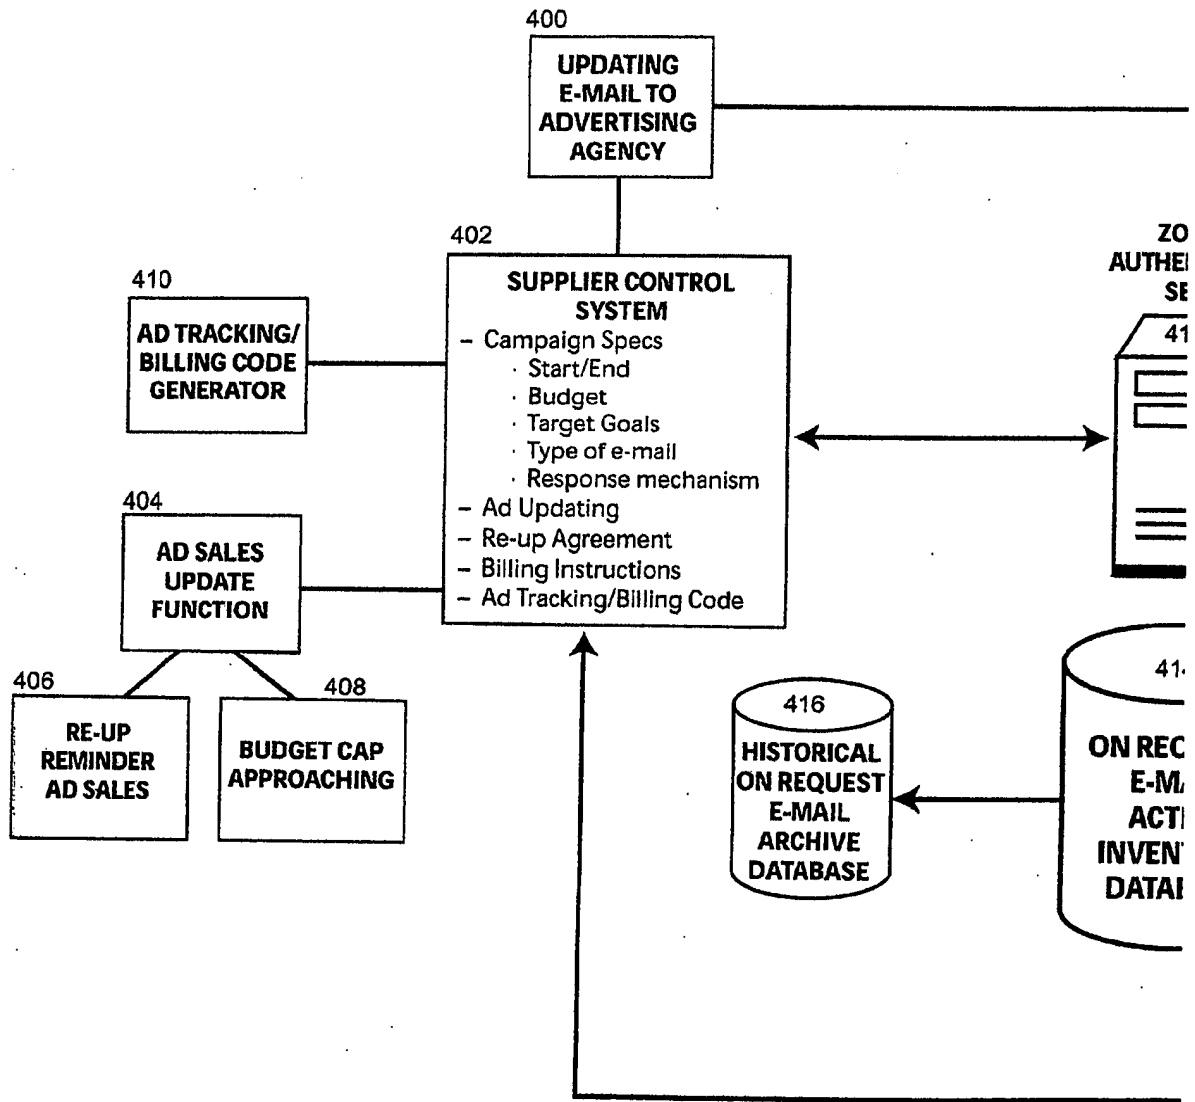 400
UPDATING
E-MAIL TO
ADVERTISING
AGENCY
402
SUPPLIER CONTROL
SYSTEM
– Campaign Specs
· Start/End
· Budget
· Target Goals
· Type of e-mail
· Response mechanism
– Ad Updating
– Re-up Agreement
– Billing Instructions
– Ad Tracking/Billing Code
410
AD TRACKING/
BILLING CODE
GENERATOR
404
AD SALES
UPDATE
FUNCTION
406
RE-UP
REMINDER
AD SALES
408
BUDGET CAP
APPROACHING
416
HISTORICAL
ON REQUEST
E-MAIL
ARCHIVE
DATABASE
ON